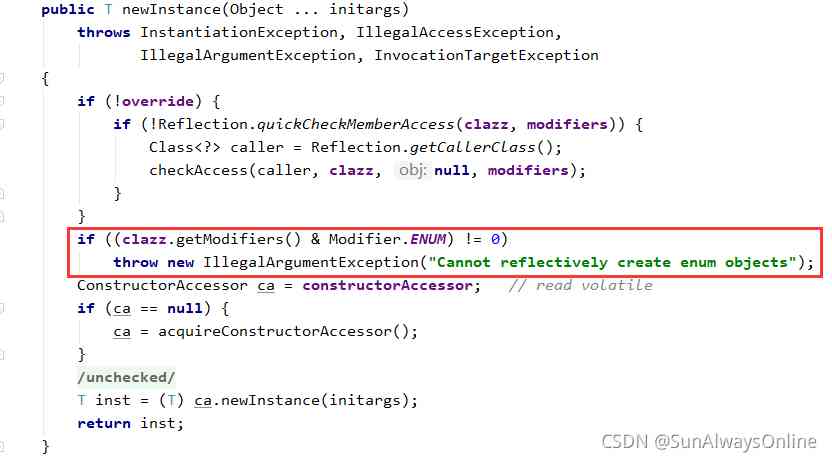 public T newInstance(Object ... initargs)
throws InstantiationException, IllegalAccessException,
IllegalArgumentException, InvocationTargetException
{
if (!override) {
if (!Reflection.quickCheckMemberAccess(clazz, modifiers)) {
Class<?> caller = Reflection.getCallerClass();
checkAccess(caller, clazz, obj: null, modifiers);
}
}
if ((clazz.getModifiers() & Modifier.ENUM) != 0)
throw new IllegalArgumentException("Cannot reflectively create enum objects");
ConstructorAccessor ca = constructorAccessor; // read volatile
if (ca == null) {
ca = acquireConstructorAccessor();
}
/unchecked/
T inst = (T) ca.newInstance(initargs);
return inst;
}
CSDN @SunAlwaysOnline